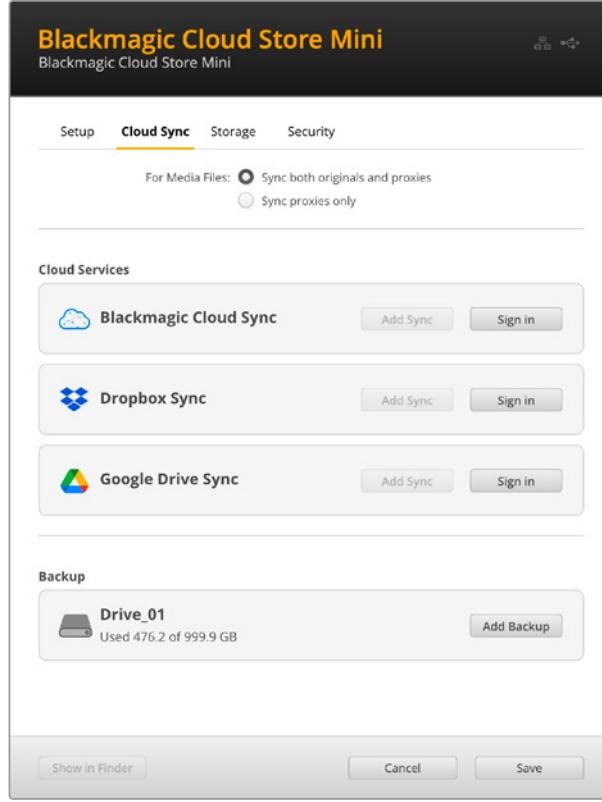 Blackmagic Cloud Store Mini
Blackmagic Cloud Store Mini
Setup Cloud Sync Storage Security
For Media Files: Sync both originals and proxies
Sync proxies only
Cloud Services
Blackmagic Cloud Sync Add Sync Sign in
Dropbox Sync Add Sync Sign in
Google Drive Sync Add Sync Sign in
Backup
Drive_01
Used 476.2 of 999.9 GB Add Backup
Show in Finder Cancel Save